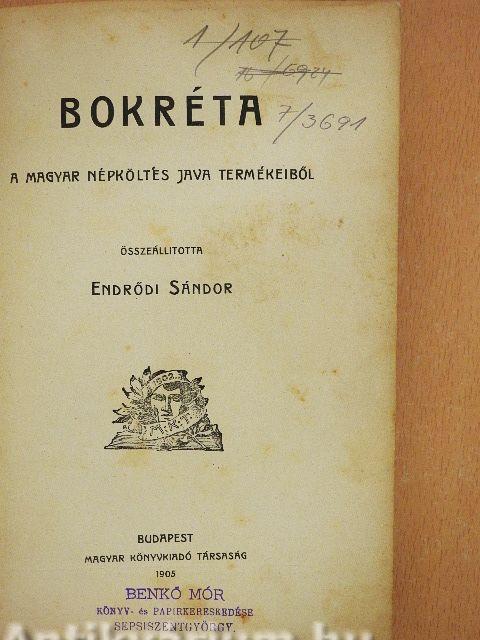 1/107
7/3691
BOKRÉTA
A MAGYAR NÉPKÖLTÉS JAVA TERMÉKEIBŐL
ÖSSZEÁLLITOTTA
ENDRŐDI SÁNDOR
1902
M.K.T.
BUDAPEST
MAGYAR KÖNYVKIADÓ TÁRSASÁG
1905
BENKŐ MÓR
KÖNYV- és PAPIRKERESKEDÉSE
SEPSISZENTGYÖRGY.